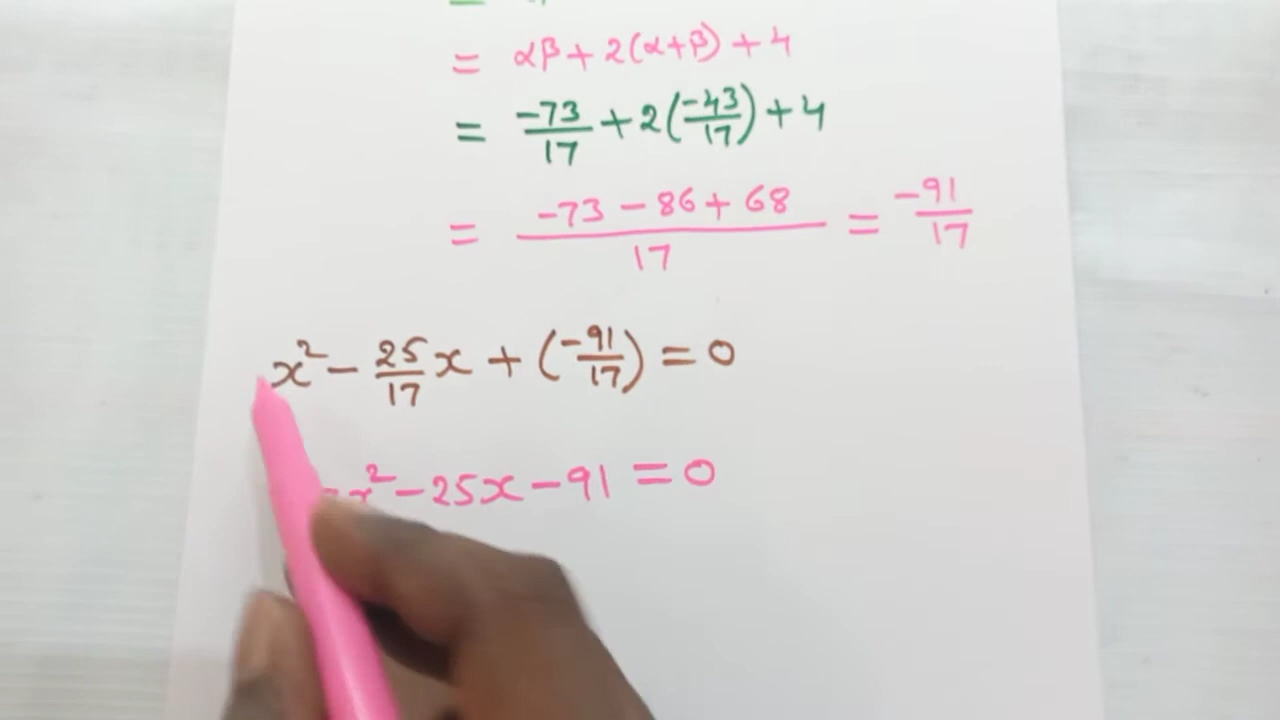 = αβ + 2(α+β) + 4
= -73/17 + 2(-43/17) + 4
= -73 - 86 + 68/17 = -91/17
x² - 25/17 x + (-91/17) = 0
x² - 25x - 91 = 0